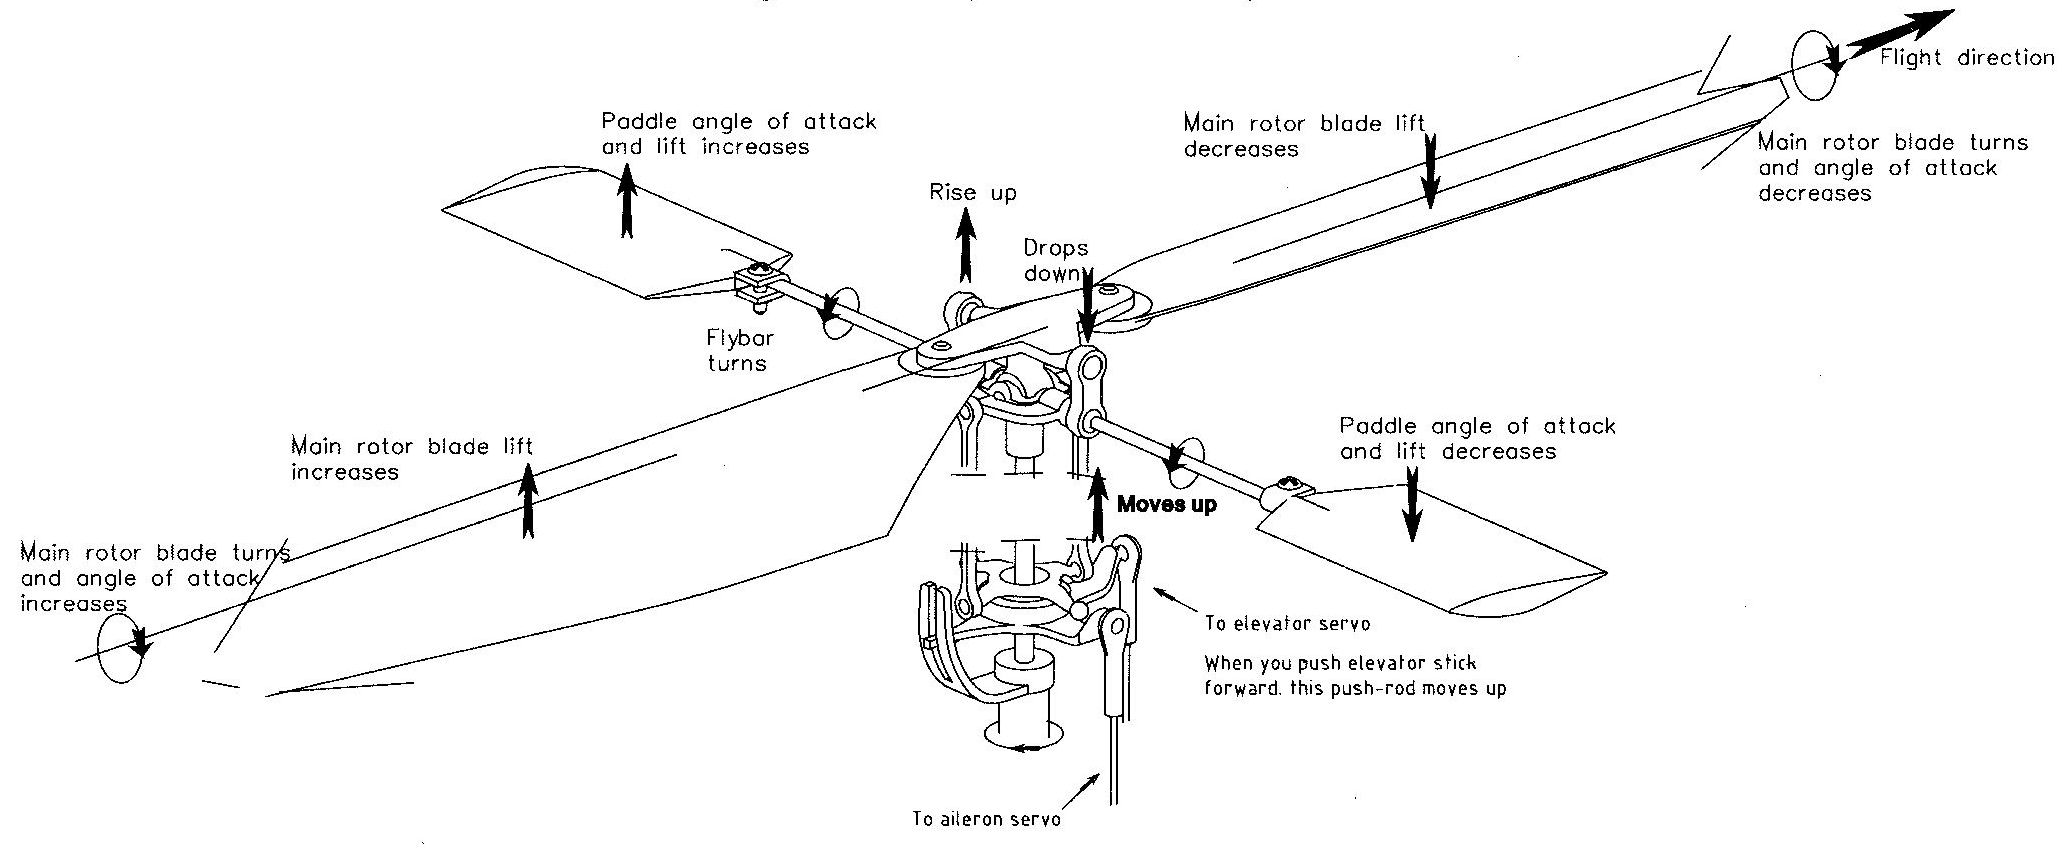 Flight direction
Paddle angle of attack
and lift increases
Main rotor blade lift
decreases
Main rotor blade turns
and angle of attack
decreases
Rise up
Drops
down
Flybar
turns
Main rotor blade lift
increases
Paddle angle of attack
and lift decreases
Moves up
Main rotor blade turns
and angle of attack
increases
To elevator servo
When you push elevator stick
forward, this push-rod moves up
To aileron servo